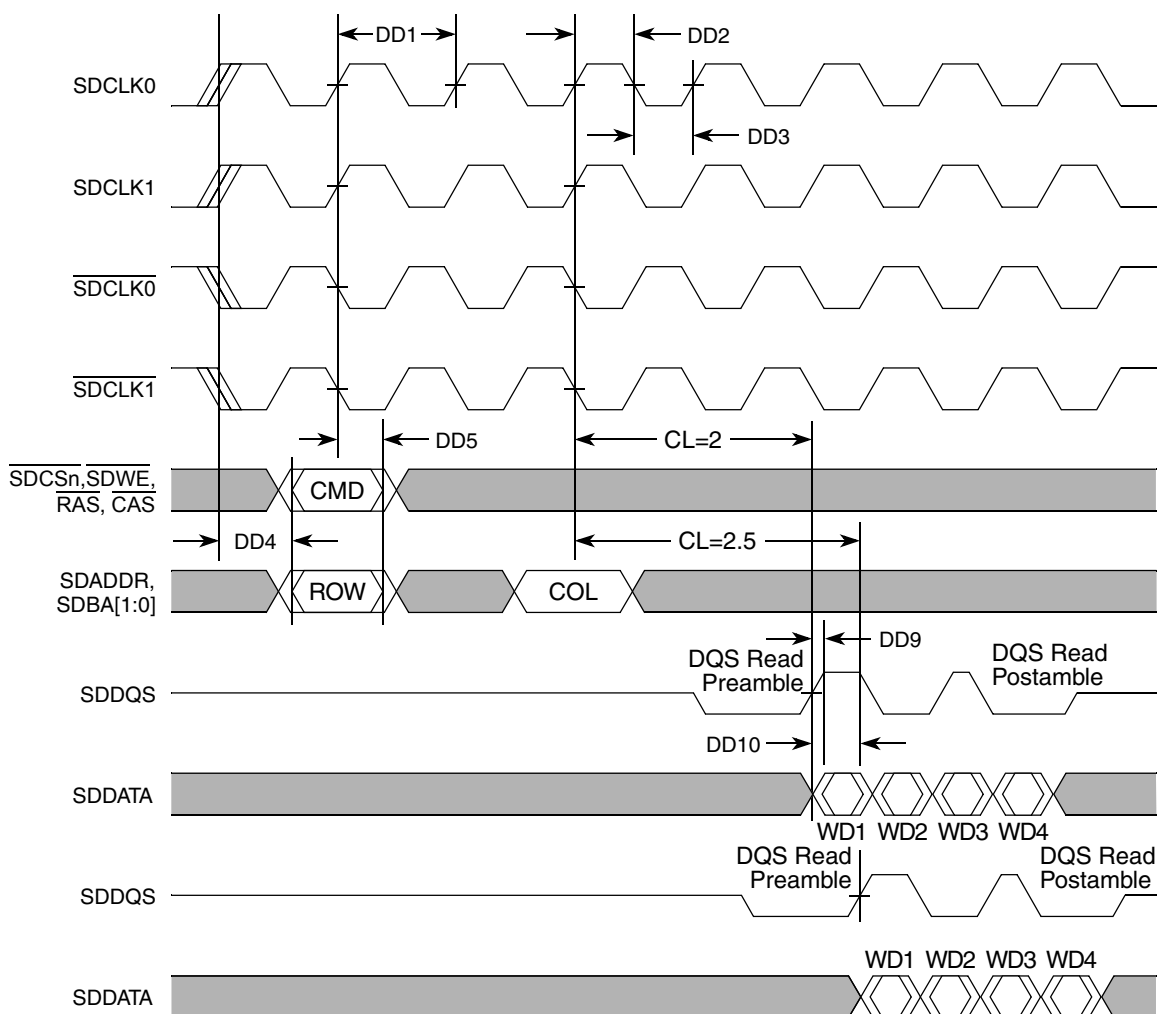 DD1
DD2
SDCLK0
DD3
SDCLK1
SDCLK0
SDCLK1
DD5
CL=2
SDCSn,SDWE,
RAS, CAS
CMD
DD4
CL=2.5
SDADDR,
SDBA[1:0]
ROW
COL
DD9
DQS Read
Preamble
DQS Read
Postamble
SDDQS
DD10
SDDATA
WD1 WD2 WD3 WD4
DQS Read
Preamble
DQS Read
Postamble
SDDQS
WD1 WD2 WD3 WD4
SDDATA